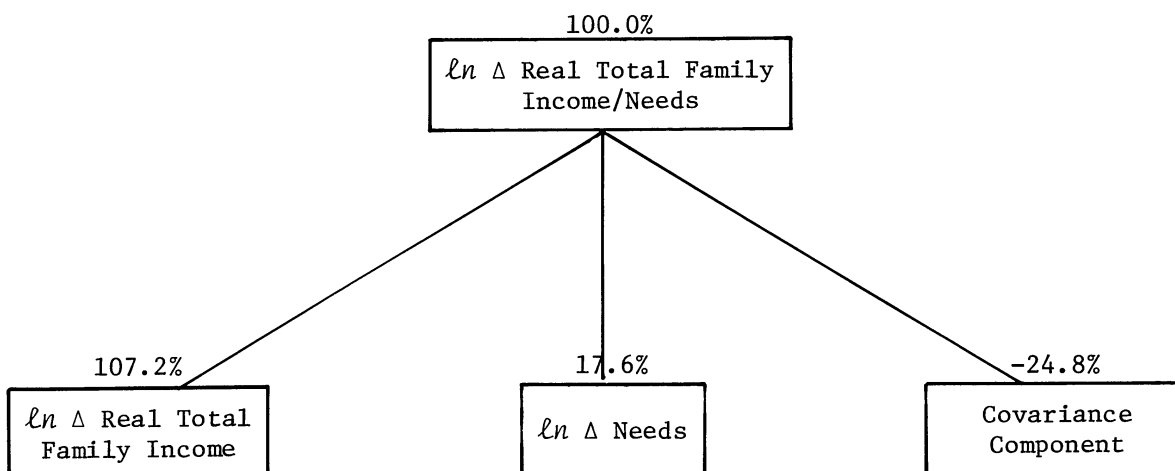 100.0%
ℓn Δ Real Total Family
Income/Needs
107.2%
17.6%
-24.8%
ℓn Δ Real Total
Family Income
ℓn Δ Needs
Covariance
Component